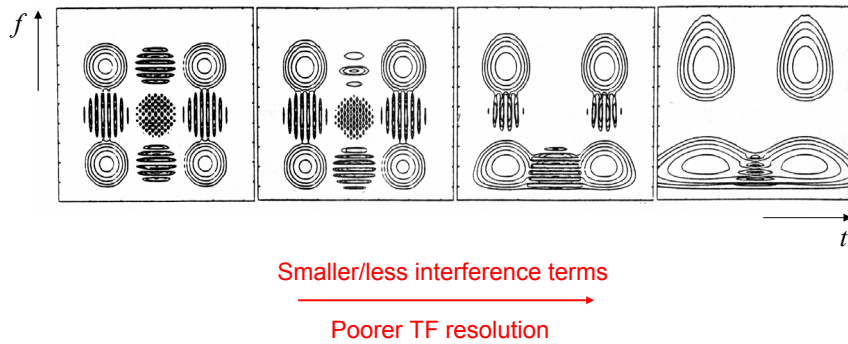 f
t
Smaller/less interference terms
Poorer TF resolution